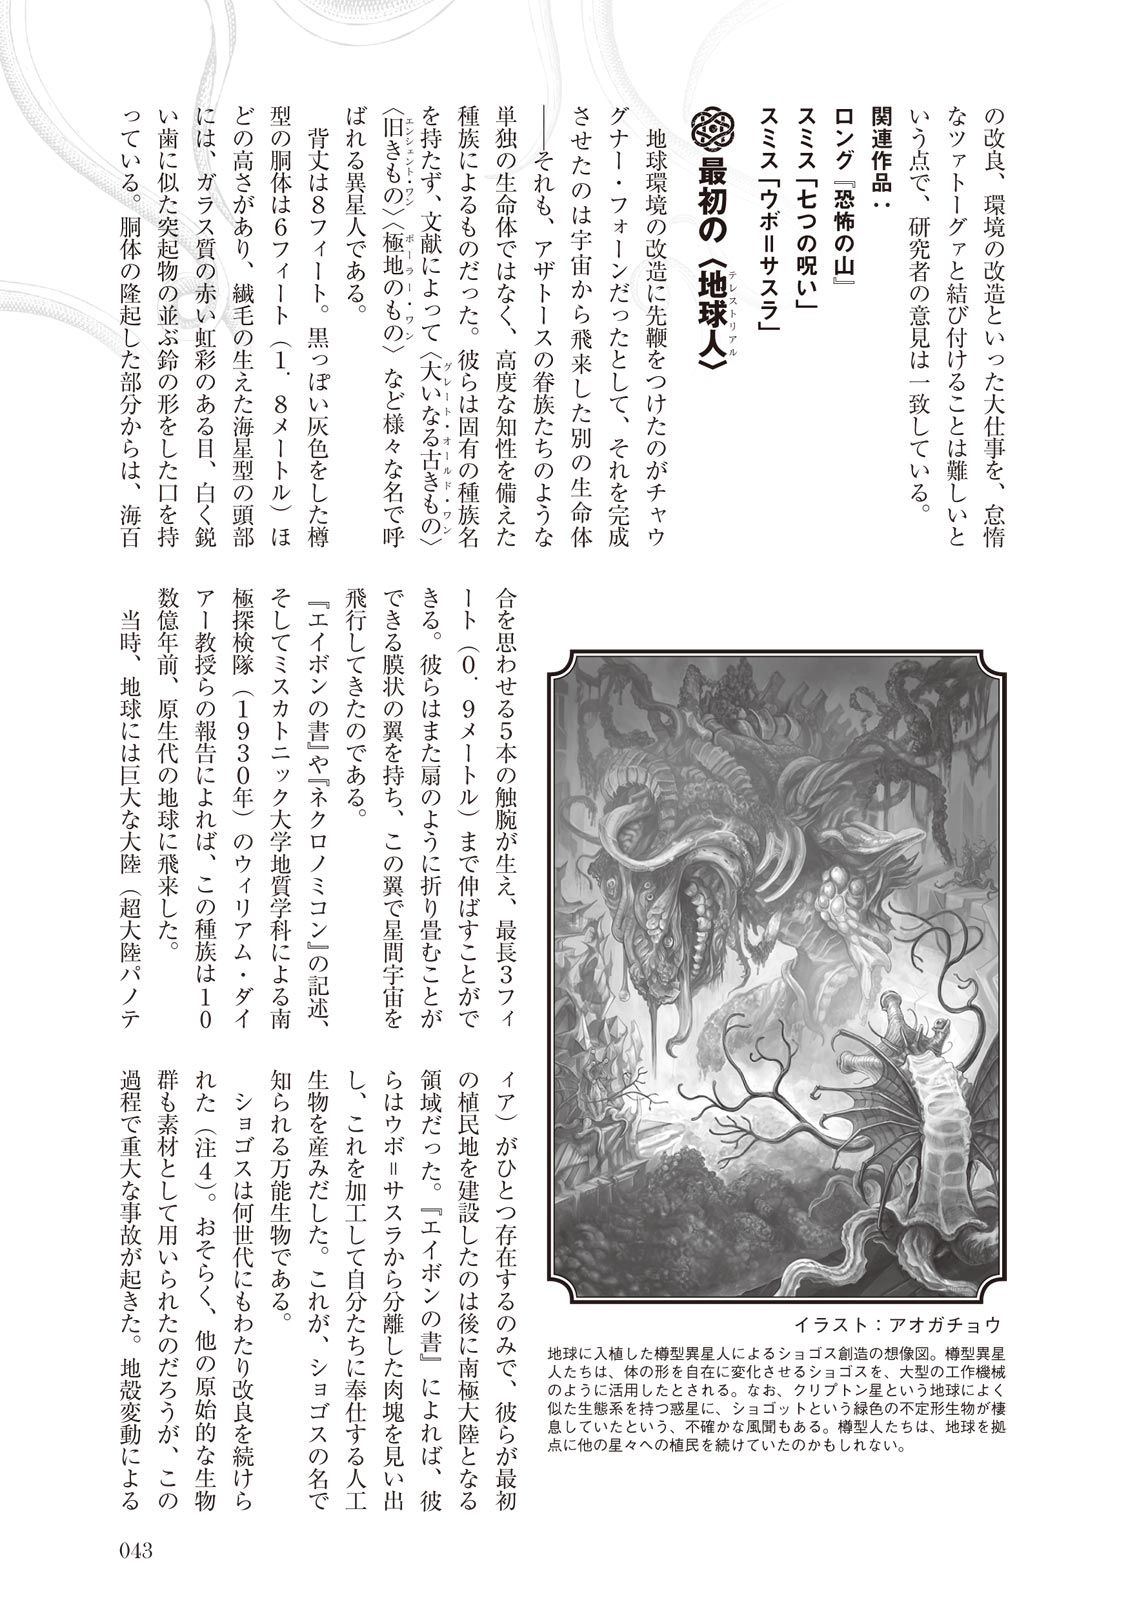 の改良、環境の改造といった大仕事を、怠惰
なツァトーグァと結び付けることは難しいと
いう点で、研究者の意見は一致している。
関連作品：
ロング『恐怖の山』
スミス「七つの呪い」
スミス「ウボ＝サスラ」
最初の〈地球人〉
テレストリアル
　地球環境の改造に先鞭をつけたのがチャウ
グナー・フォーンだったとして、それを完成
させたのは宇宙から飛来した別の生命体
――それも、アザトースの眷族たちのような
単独の生命体ではなく、高度な知性を備えた
種族によるものだった。彼らは固有の種族名
を持たず、文献によって〈大いなる古きもの〉
グレート・オールド・ワン
〈旧きもの〉〈極地のもの〉など様々な名で呼
エンシェント・ワン
ポーラー・ワン
ばれる異星人である。
　背丈は８フィート。黒っぽい灰色をした樽
型の胴体は６フィート（１．８メートル）ほ
どの高さがあり、繊毛の生えた海星型の頭部
には、ガラス質の赤い虹彩のある目、白く鋭
い歯に似た突起物の並ぶ鈴の形をした口を持
っている。胴体の隆起した部分からは、海百
合を思わせる５本の触腕が生え、最長３フィ
ート（０．９メートル）まで伸ばすことがで
きる。彼らはまた扇のように折り畳むことが
できる膜状の翼を持ち、この翼で星間宇宙を
飛行してきたのである。
　『エイボンの書』や『ネクロノミコン』の記述、
そしてミスカトニック大学地質学科による南
極探検隊（１９３０年）のウィリアム・ダイ
アー教授らの報告によれば、この種族は１０
数億年前、原生代の地球に飛来した。
　当時、地球には巨大な大陸（超大陸パノテ
ィア）がひとつ存在するのみで、彼らが最初
の植民地を建設したのは後に南極大陸となる
領域だった。『エイボンの書』によれば、彼
らはウボ＝サスラから分離した肉塊を見い出
し、これを加工して自分たちに奉仕する人工
生物を産みだした。これが、ショゴスの名で
知られる万能生物である。
　ショゴスは何世代にもわたり改良を続けら
れた（注４）。おそらく、他の原始的な生物
群も素材として用いられたのだろうが、この
過程で重大な事故が起きた。地殻変動による
イラスト：アオガチョウ
地球に入植した樽型異星人によるショゴス創造の想像図。樽型異星
人たちは、体の形を自在に変化させるショゴスを、大型の工作機械
のように活用したとされる。なお、クリプトン星という地球によく
似た生態系を持つ惑星に、ショゴットという緑色の不定形生物が棲
息していたという、不確かな風聞もある。樽型人たちは、地球を拠
点に他の星々への植民を続けていたのかもしれない。
043